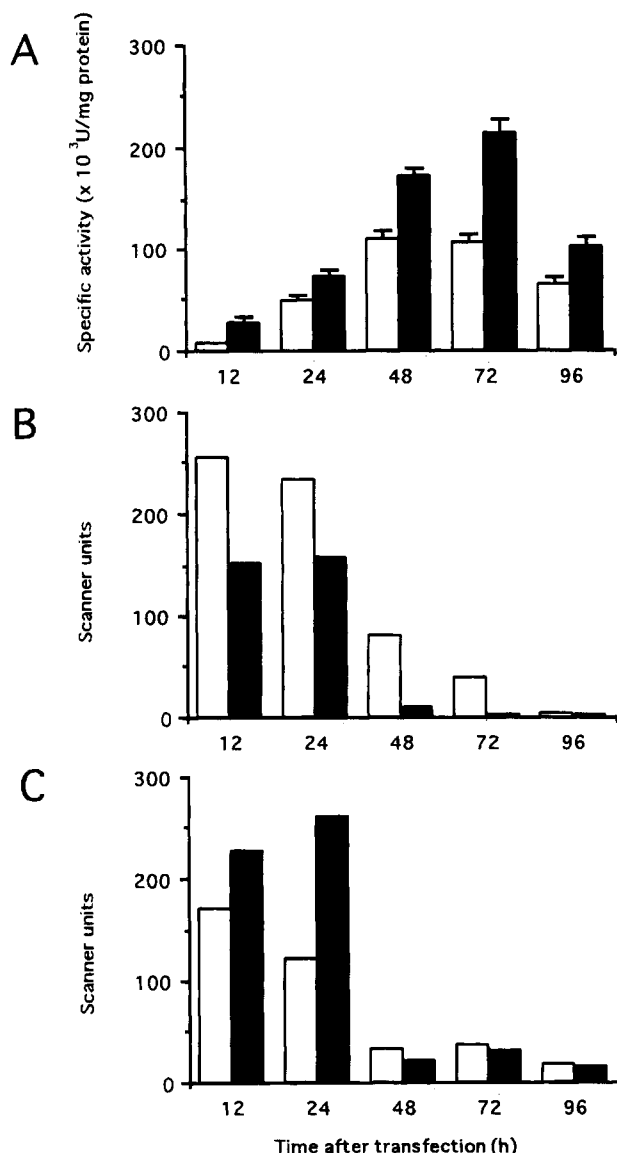 A
Specific activity (x 10³U/mg protein)
300
200
100
0
12 24 48 72 96
B
Scanner units
300
200
100
0
12 24 48 72 96
C
Scanner units
300
200
100
0
12 24 48 72 96
Time after transfection (h)